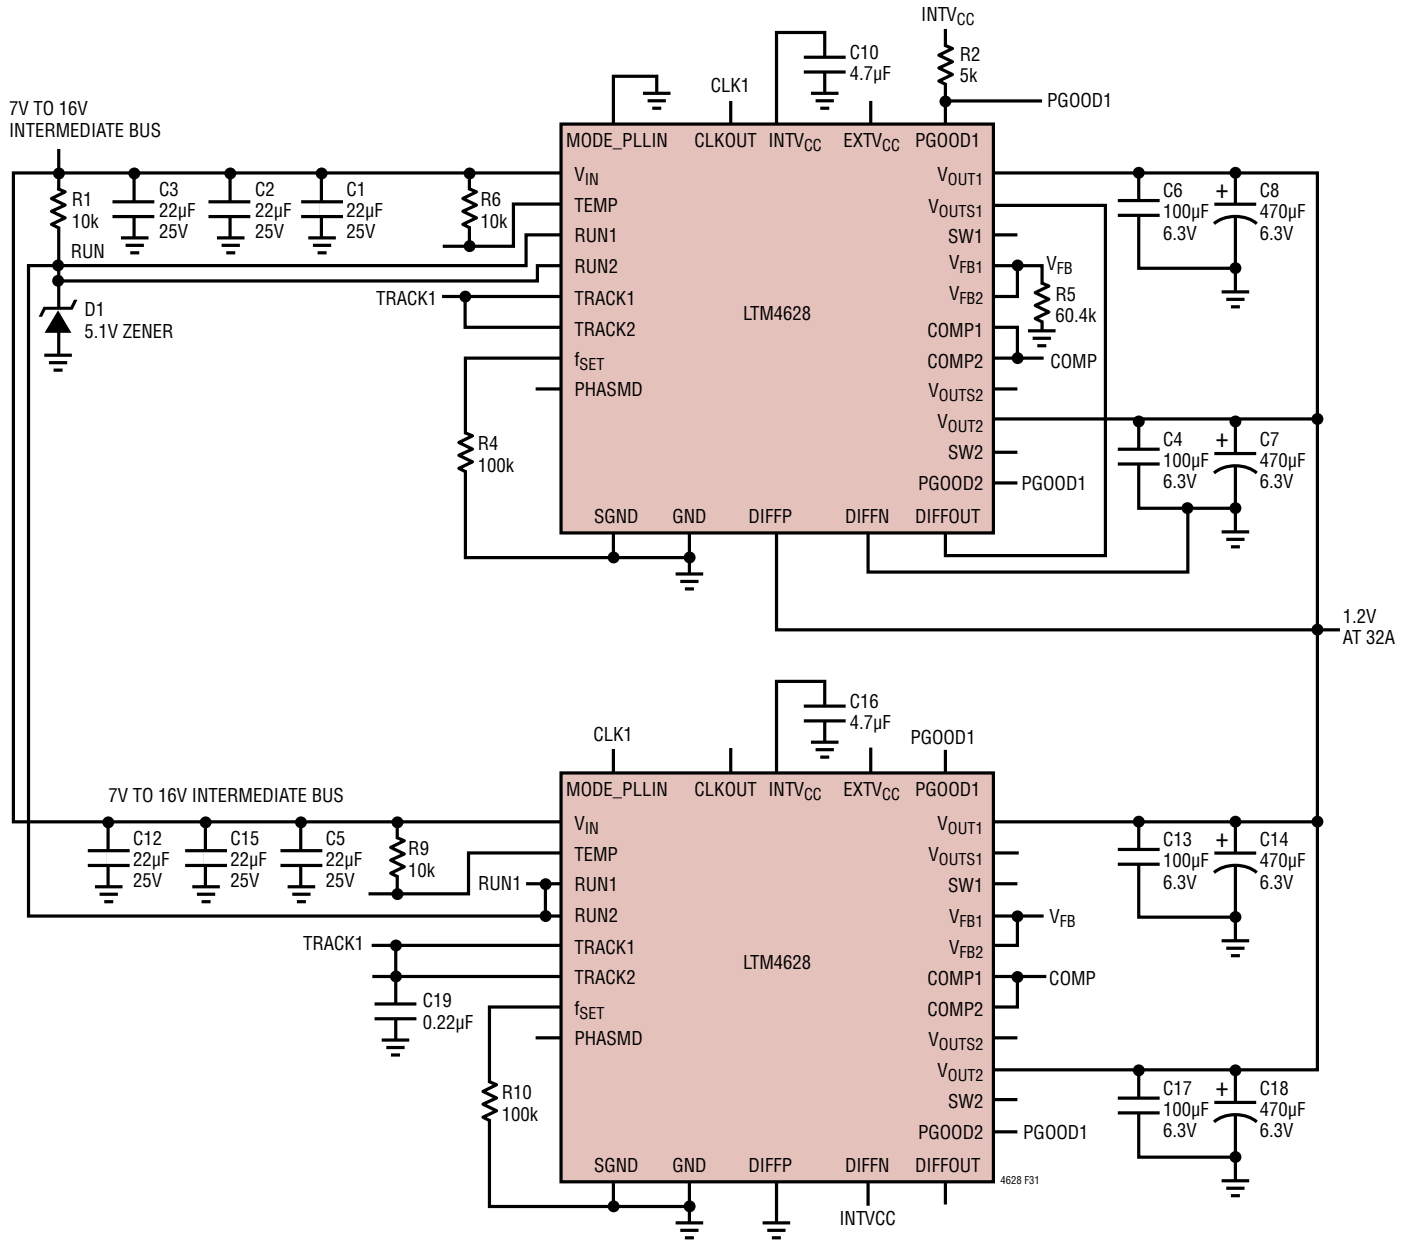 INTVCC
R2
5k
PGOOD1
C10
4.7µF
CLK1
7V TO 16V
INTERMEDIATE BUS
MODE_PLLIN
CLKOUT
INTVCC
EXTVCC
PGOOD1
R1
10k
C3
22µF
25V
C2
22µF
25V
C1
22µF
25V
R6
10k
RUN
D1
5.1V ZENER
TRACK1
R4
100k
VIN
TEMP
RUN1
RUN2
TRACK1
TRACK2
fSET
PHASMD
LTM4628
VOUT1
VOUTS1
SW1
VFB1
VFB2
COMP1
COMP2
VOUTS2
VOUT2
SW2
PGOOD2
SGND
GND
DIFFP
DIFFN
DIFFOUT
VFB
R5
60.4k
COMP
PGOOD1
C6
100µF
6.3V
+
C8
470µF
6.3V
C4
100µF
6.3V
+
C7
470µF
6.3V
1.2V
AT 32A
C16
4.7µF
CLK1
PGOOD1
7V TO 16V INTERMEDIATE BUS
MODE_PLLIN
CLKOUT
INTVCC
EXTVCC
PGOOD1
C12
22µF
25V
C15
22µF
25V
C5
22µF
25V
R9
10k
RUN1
TRACK1
C19
0.22µF
R10
100k
VIN
TEMP
RUN1
RUN2
TRACK1
TRACK2
fSET
PHASMD
LTM4628
VOUT1
VOUTS1
SW1
VFB1
VFB2
COMP1
COMP2
VOUTS2
VOUT2
SW2
PGOOD2
SGND
GND
DIFFP
DIFFN
DIFFOUT
VFB
COMP
PGOOD1
C13
100µF
6.3V
+
C14
470µF
6.3V
C17
100µF
6.3V
+
C18
470µF
6.3V
4628 F31
INTVCC